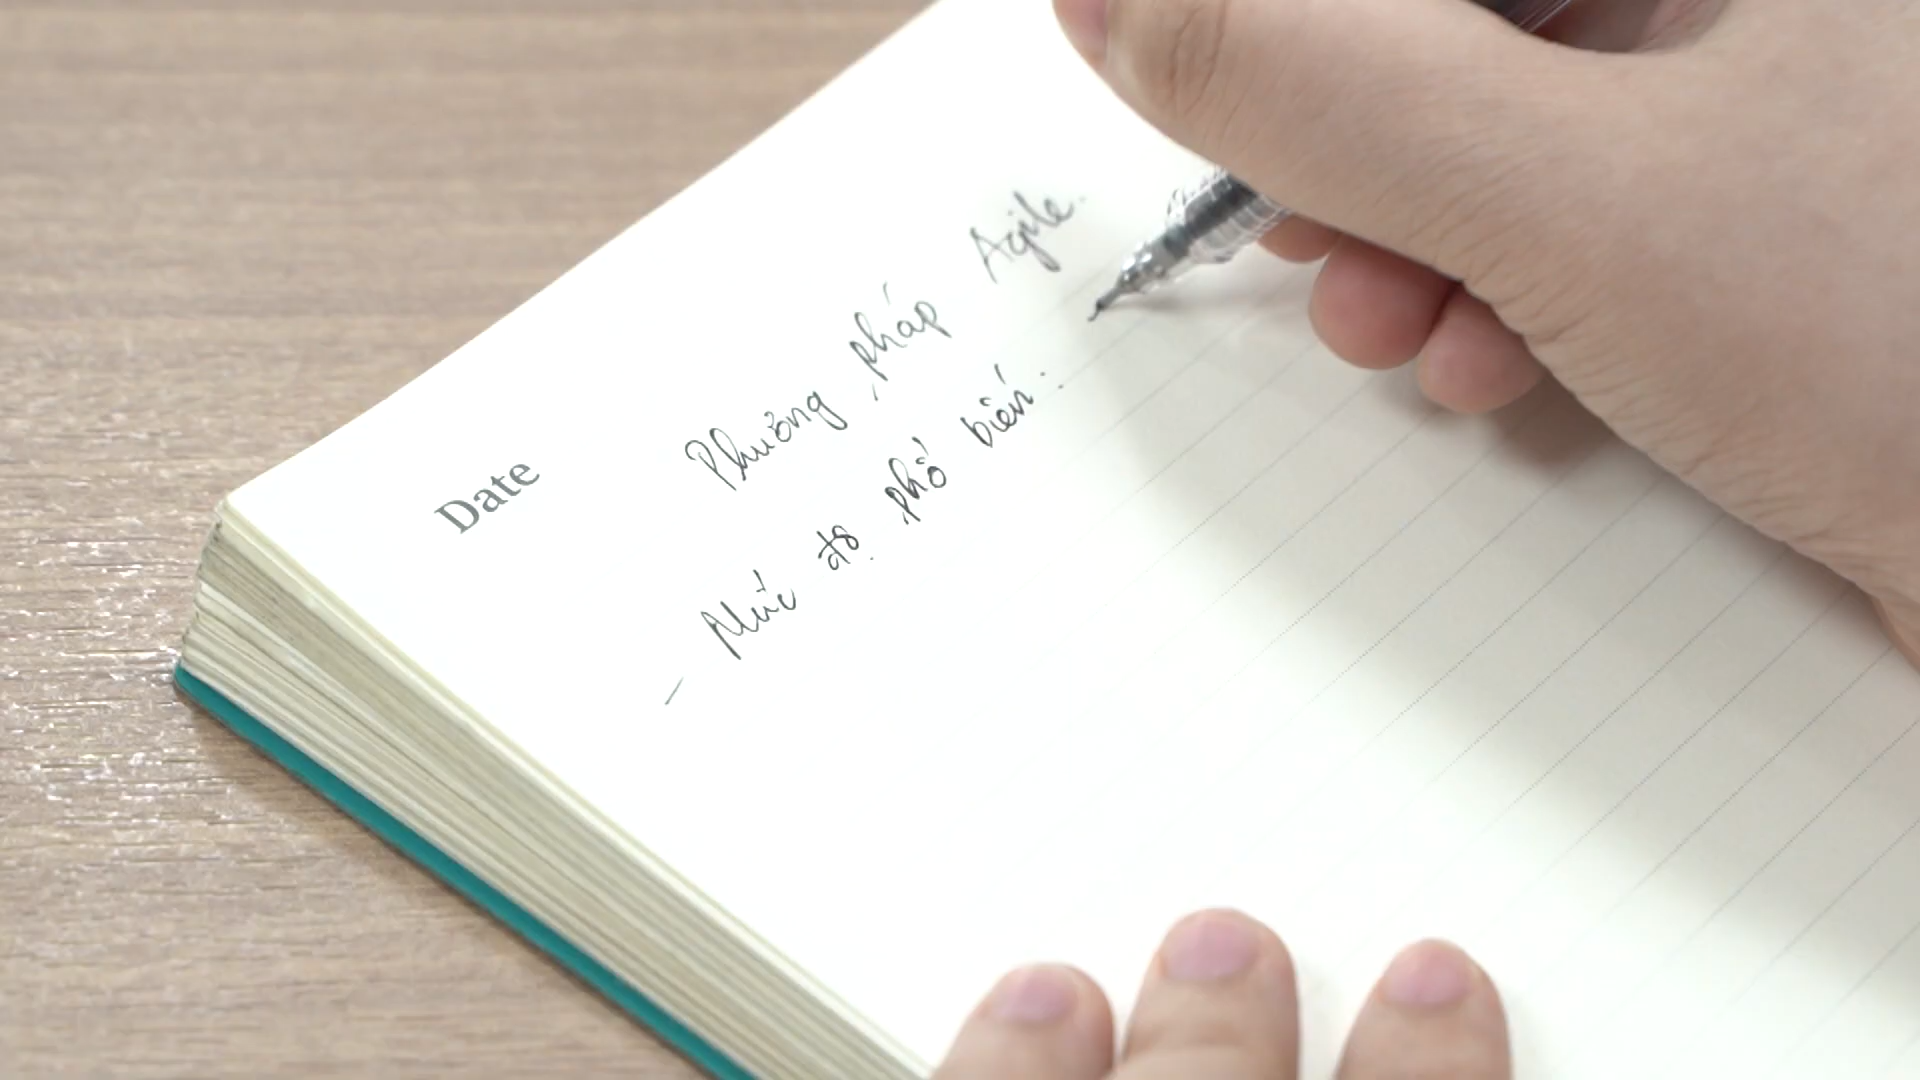 Date
Phương pháp Agile.
- Mức độ phổ biến: